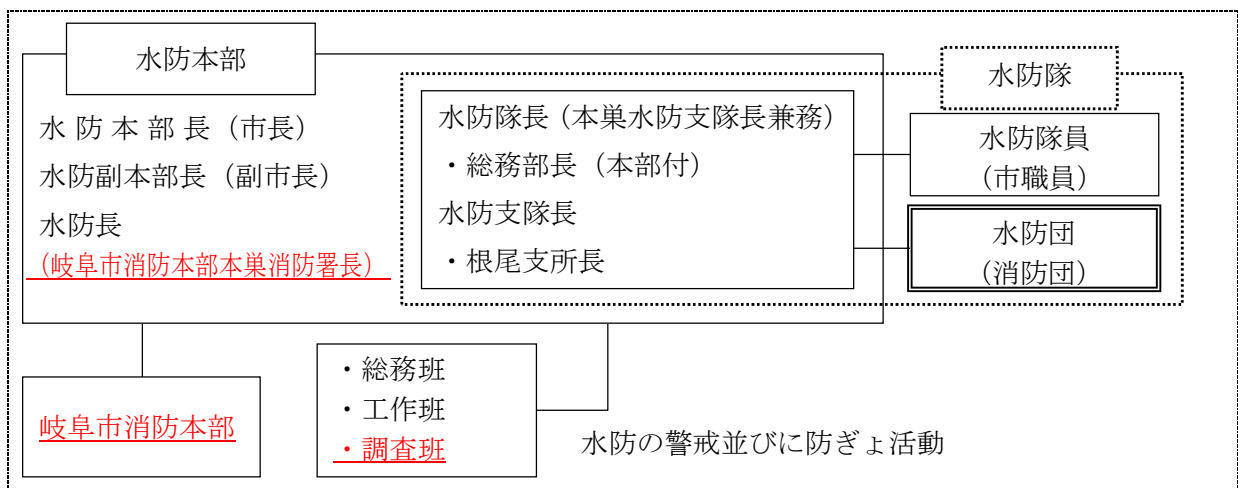 水防本部
水防隊
水 防 本 部 長（市長）
水防副本部長（副市長）
水防長
（岐阜市消防本部本巣消防署長）
水防隊長（本巣水防支隊長兼務）
・総務部長（本部付）
水防支隊長
・根尾支所長
水防隊員
（市職員）
水防団
（消防団）
岐阜市消防本部
・総務班
・工作班
・調査班
水防の警戒並びに防ぎょ活動